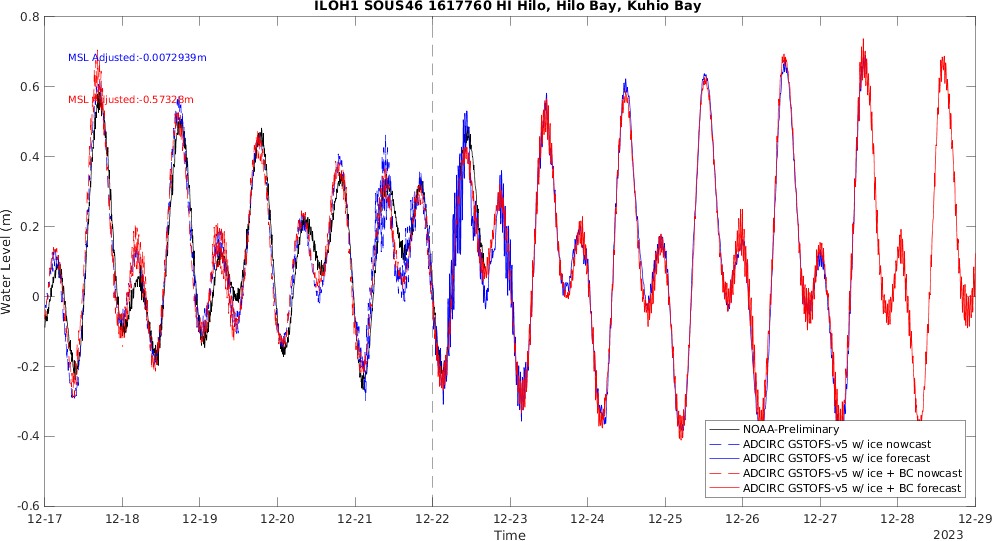 ILOH1 SOUS46 1617760 HI Hilo, Hilo Bay, Kuhio Bay
0.8
0.6
0.4
0.2
0
-0.2
-0.4
-0.6
Water Level (m)
MSL Adjusted:-0.0072939m
MSL Adjusted:-0.57323m
NOAA-Preliminary
ADCIRC GSTOFS-v5 w/ ice nowcast
ADCIRC GSTOFS-v5 w/ ice forecast
ADCIRC GSTOFS-v5 w/ ice + BC nowcast
ADCIRC GSTOFS-v5 w/ ice + BC forecast
12-17 12-18 12-19 12-20 12-21 12-22 12-23 12-24 12-25 12-26 12-27 12-28 12-29
Time
2023